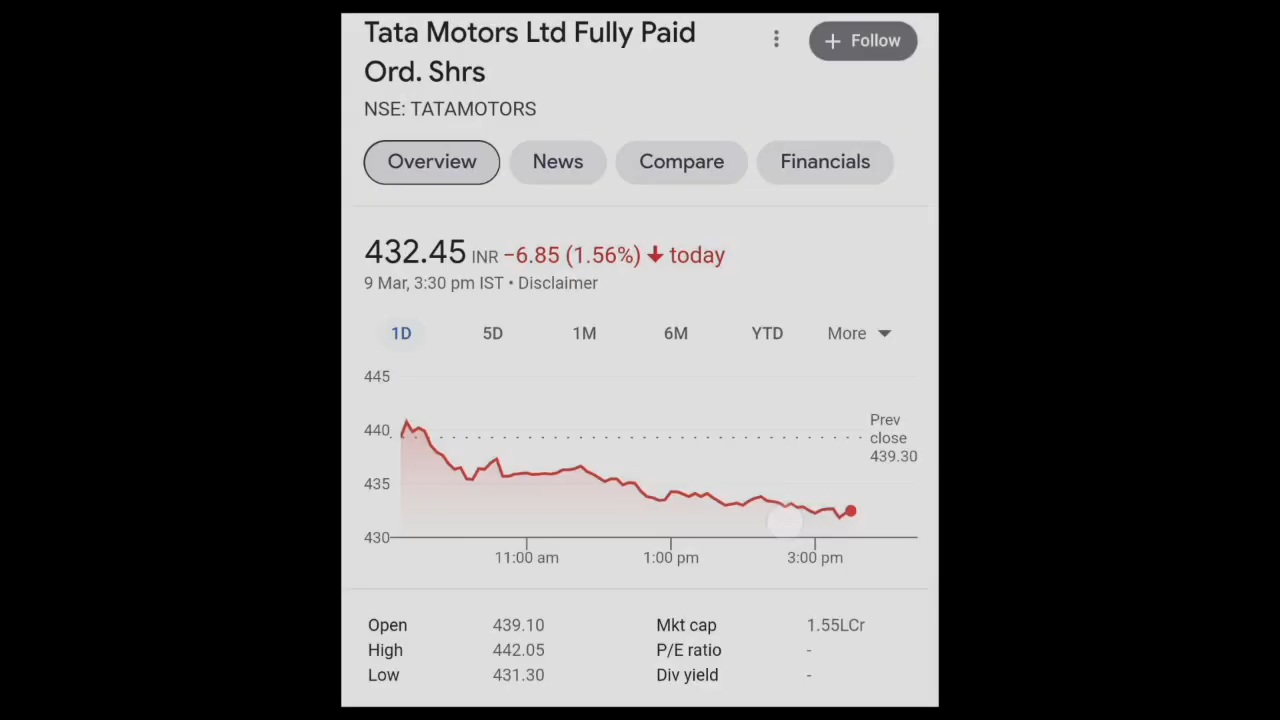 Tata Motors Ltd Fully Paid
Ord. Shrs
+ Follow
NSE: TATAMOTORS
Overview News Compare Financials
432.45 INR −6.85 (1.56%) ↓ today
9 Mar, 3:30 pm IST • Disclaimer
1D 5D 1M 6M YTD More
445
440
435
430
Prev
close
439.30
11:00 am 1:00 pm 3:00 pm
Open 439.10 Mkt cap 1.55LCr
High 442.05 P/E ratio -
Low 431.30 Div yield -